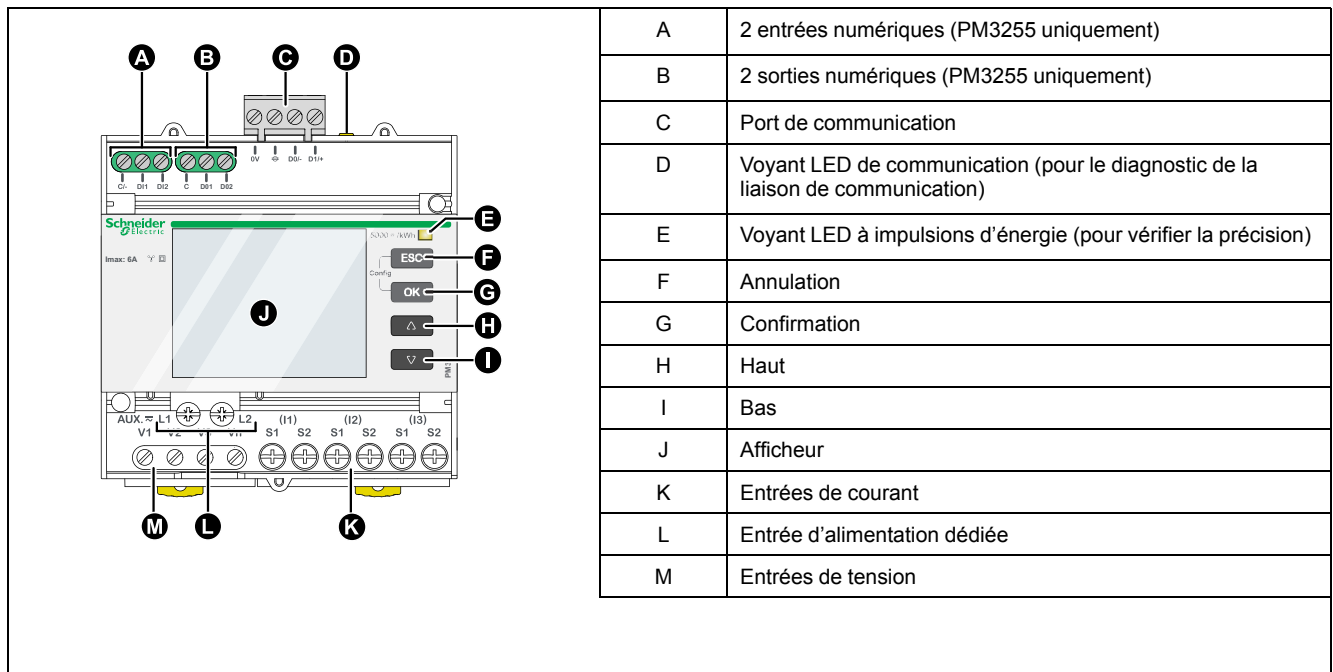 A B C D
0V D0/- D1/+
C/- DI1 DI2 C D01 D02
Schneider
Electric
5000 /kWh
E
Imax: 6A
ESC
F
Config
OK
G
J
H
I
AUX. L1 L2 (I1) (I2) (I3)
V1 V2 S1 S2 S1 S2 S1 S2
M L K
A 2 entrées numériques (PM3255 uniquement)
B 2 sorties numériques (PM3255 uniquement)
C Port de communication
D Voyant LED de communication (pour le diagnostic de la
liaison de communication)
E Voyant LED à impulsions d’énergie (pour vérifier la précision)
F Annulation
G Confirmation
H Haut
I Bas
J Afficheur
K Entrées de courant
L Entrée d’alimentation dédiée
M Entrées de tension